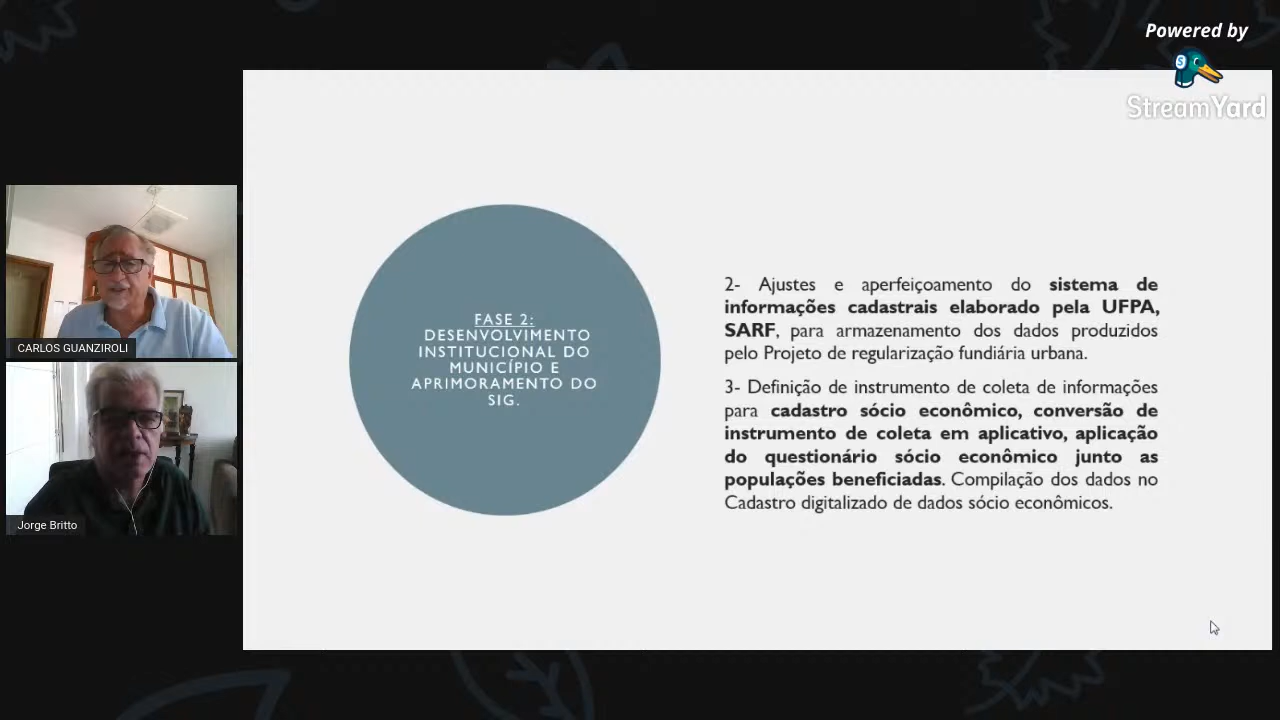 Powered by
StreamYard
CARLOS GUANZIROLI
Jorge Britto
FASE 2:
DESENVOLVIMENTO
INSTITUCIONAL DO
MUNICÍPIO E
APRIMORAMENTO DO
SIG.
2- Ajustes e aperfeiçoamento do sistema de
informações cadastrais elaborado pela UFPA,
SARF, para armazenamento dos dados produzidos
pelo Projeto de regularização fundiária urbana.
3- Definição de instrumento de coleta de informações
para cadastro sócio econômico, conversão de
instrumento de coleta em aplicativo, aplicação
do questionário sócio econômico junto as
populações beneficiadas. Compilação dos dados no
Cadastro digitalizado de dados sócio econômicos.